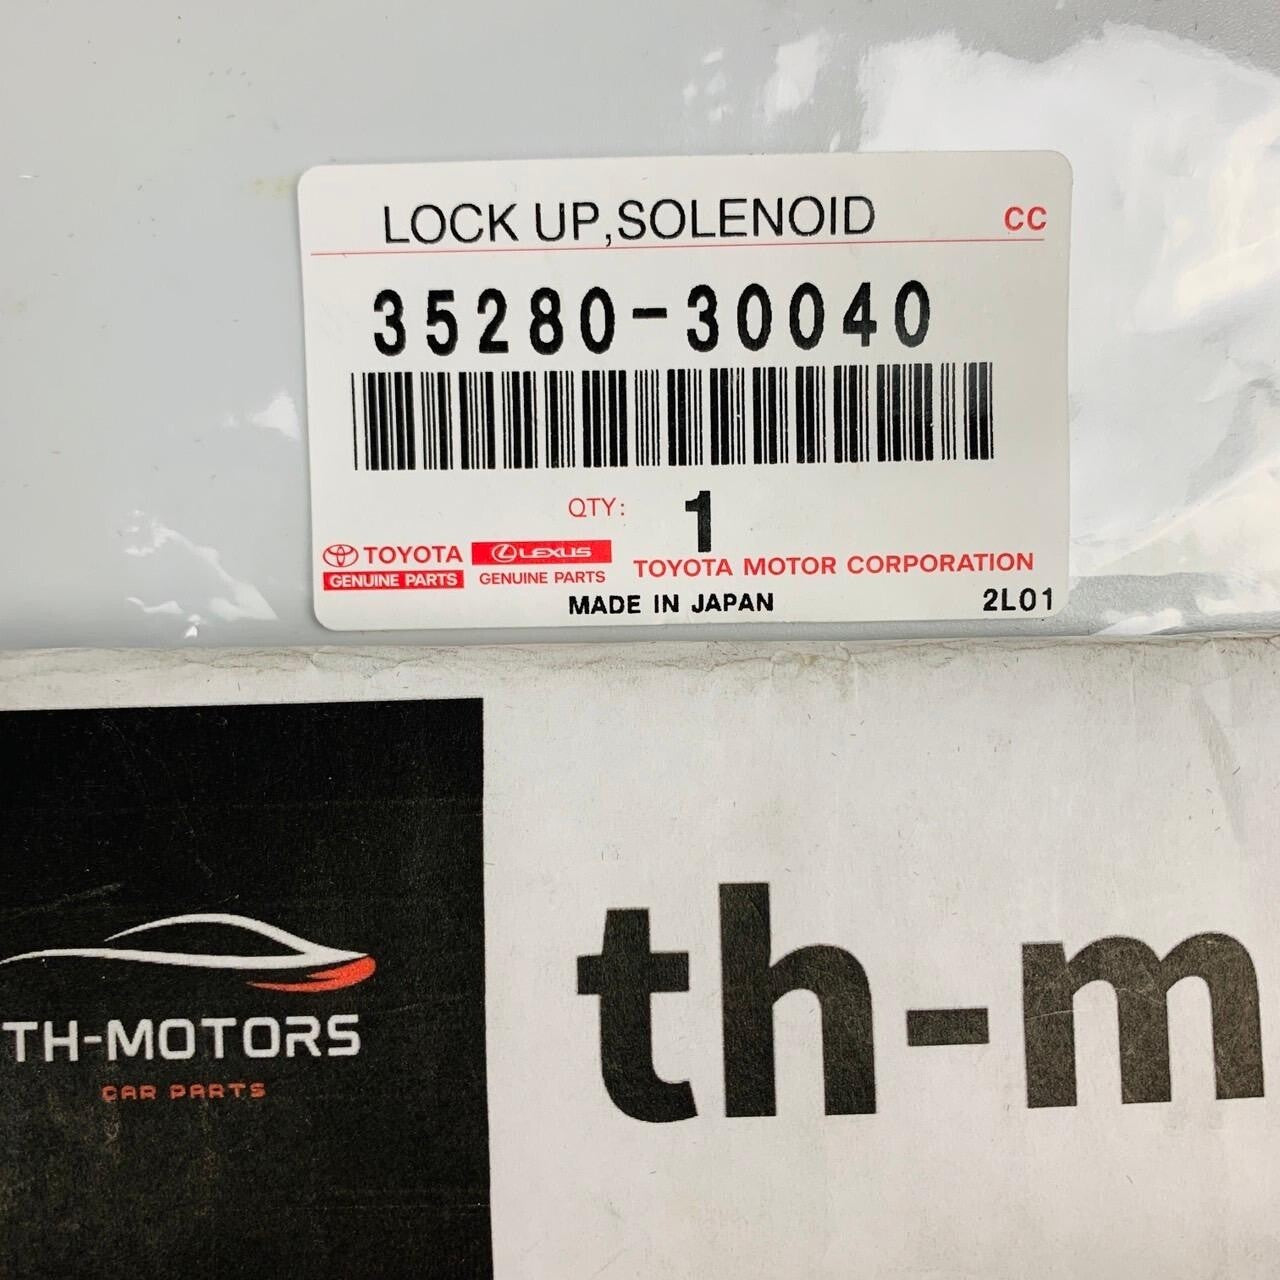 LOCK UP,SOLENOID CC
35280-30040
QTY: 1
TOYOTA LEXUS
GENUINE PARTS GENUINE PARTS TOYOTA MOTOR CORPORATION
MADE IN JAPAN 2L01
TH-MOTORS
CAR PARTS
th-m